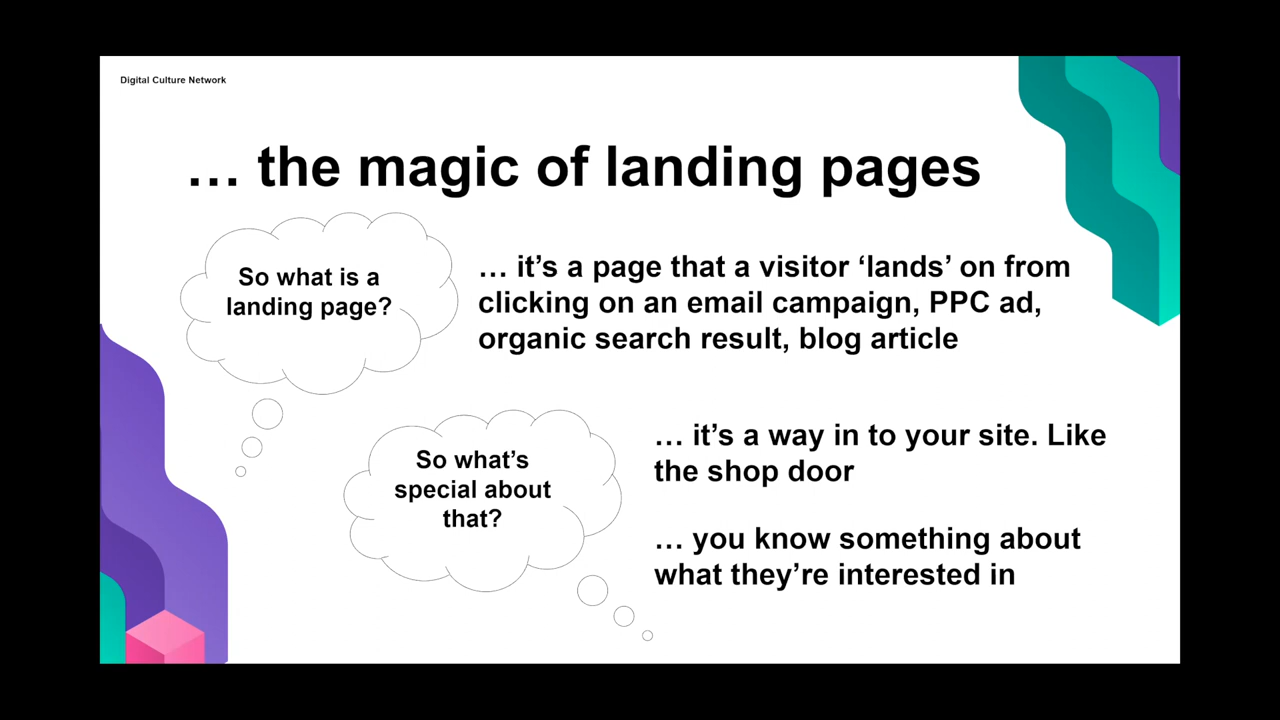 Digital Culture Network
… the magic of landing pages
So what is a
landing page?
… it’s a page that a visitor ‘lands’ on from
clicking on an email campaign, PPC ad,
organic search result, blog article
So what’s
special about
that?
… it’s a way in to your site. Like
the shop door
… you know something about
what they’re interested in